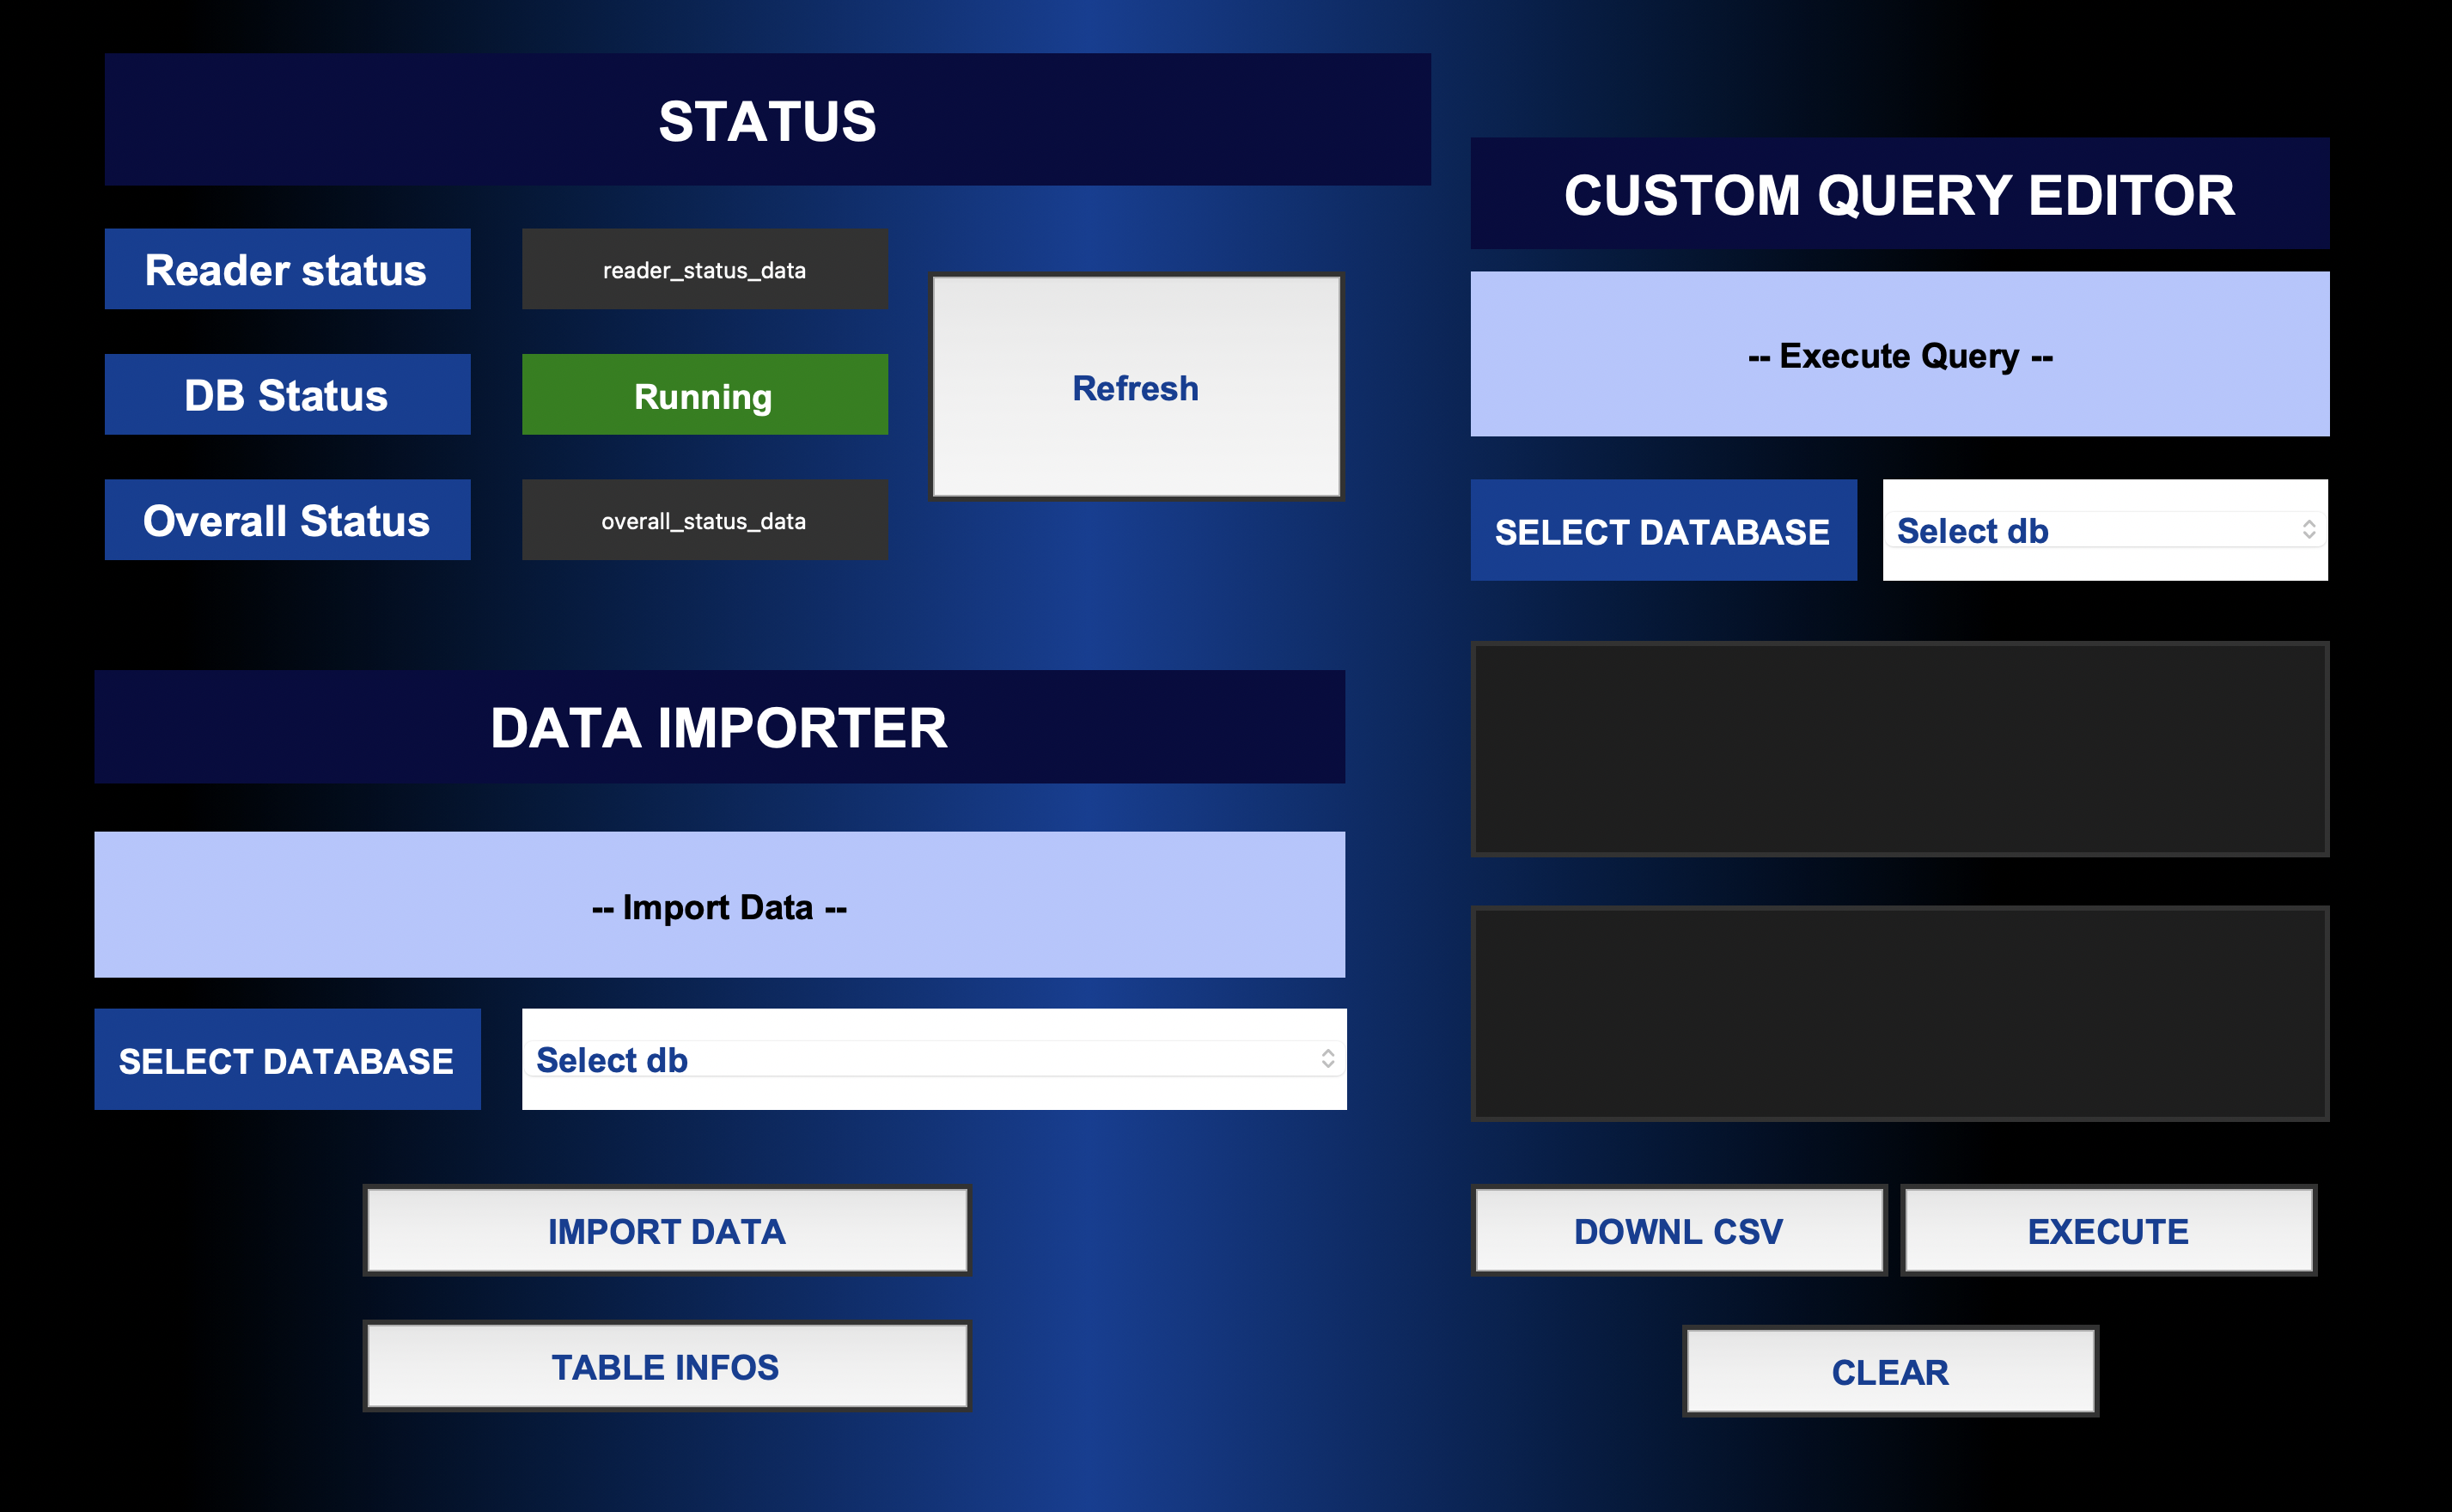 STATUS
Reader status
reader_status_data
DB Status
Running
Overall Status
overall_status_data
Refresh
DATA IMPORTER
-- Import Data --
SELECT DATABASE
Select db
IMPORT DATA
TABLE INFOS
CUSTOM QUERY EDITOR
-- Execute Query --
SELECT DATABASE
Select db
DOWNL CSV
EXECUTE
CLEAR